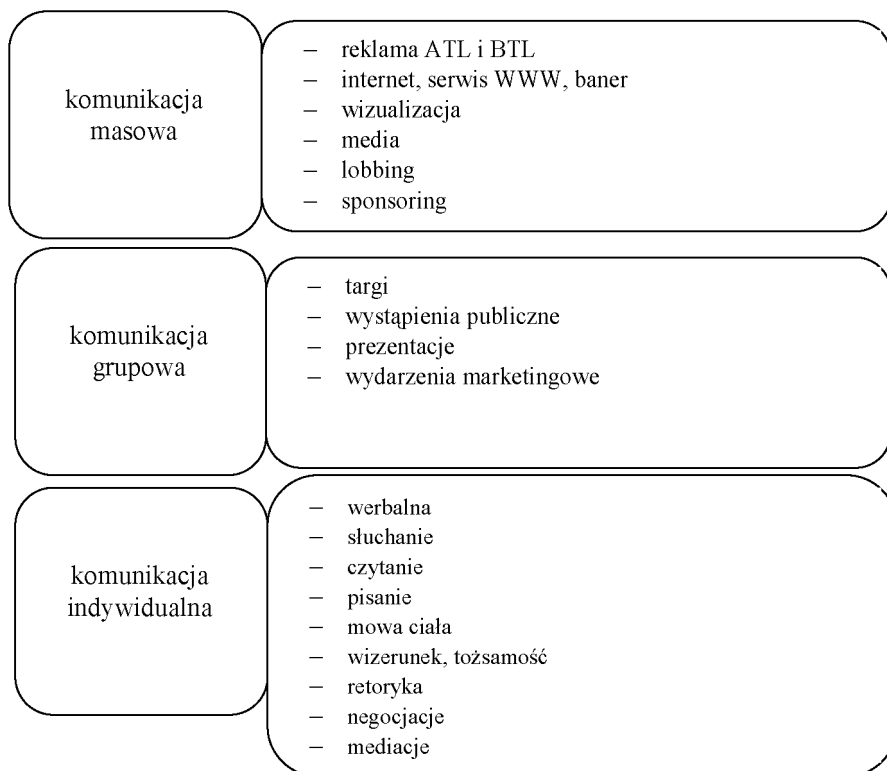 komunikacja
masowa
– reklama ATL i BTL
– internet, serwis WWW, baner
– wizualizacja
– media
– lobbing
– sponsoring
komunikacja
grupowa
– targi
– wystąpienia publiczne
– prezentacje
– wydarzenia marketingowe
komunikacja
indywidualna
– werbalna
– słuchanie
– czytanie
– pisanie
– mowa ciała
– wizerunek, tożsamość
– retoryka
– negocjacje
– mediacje